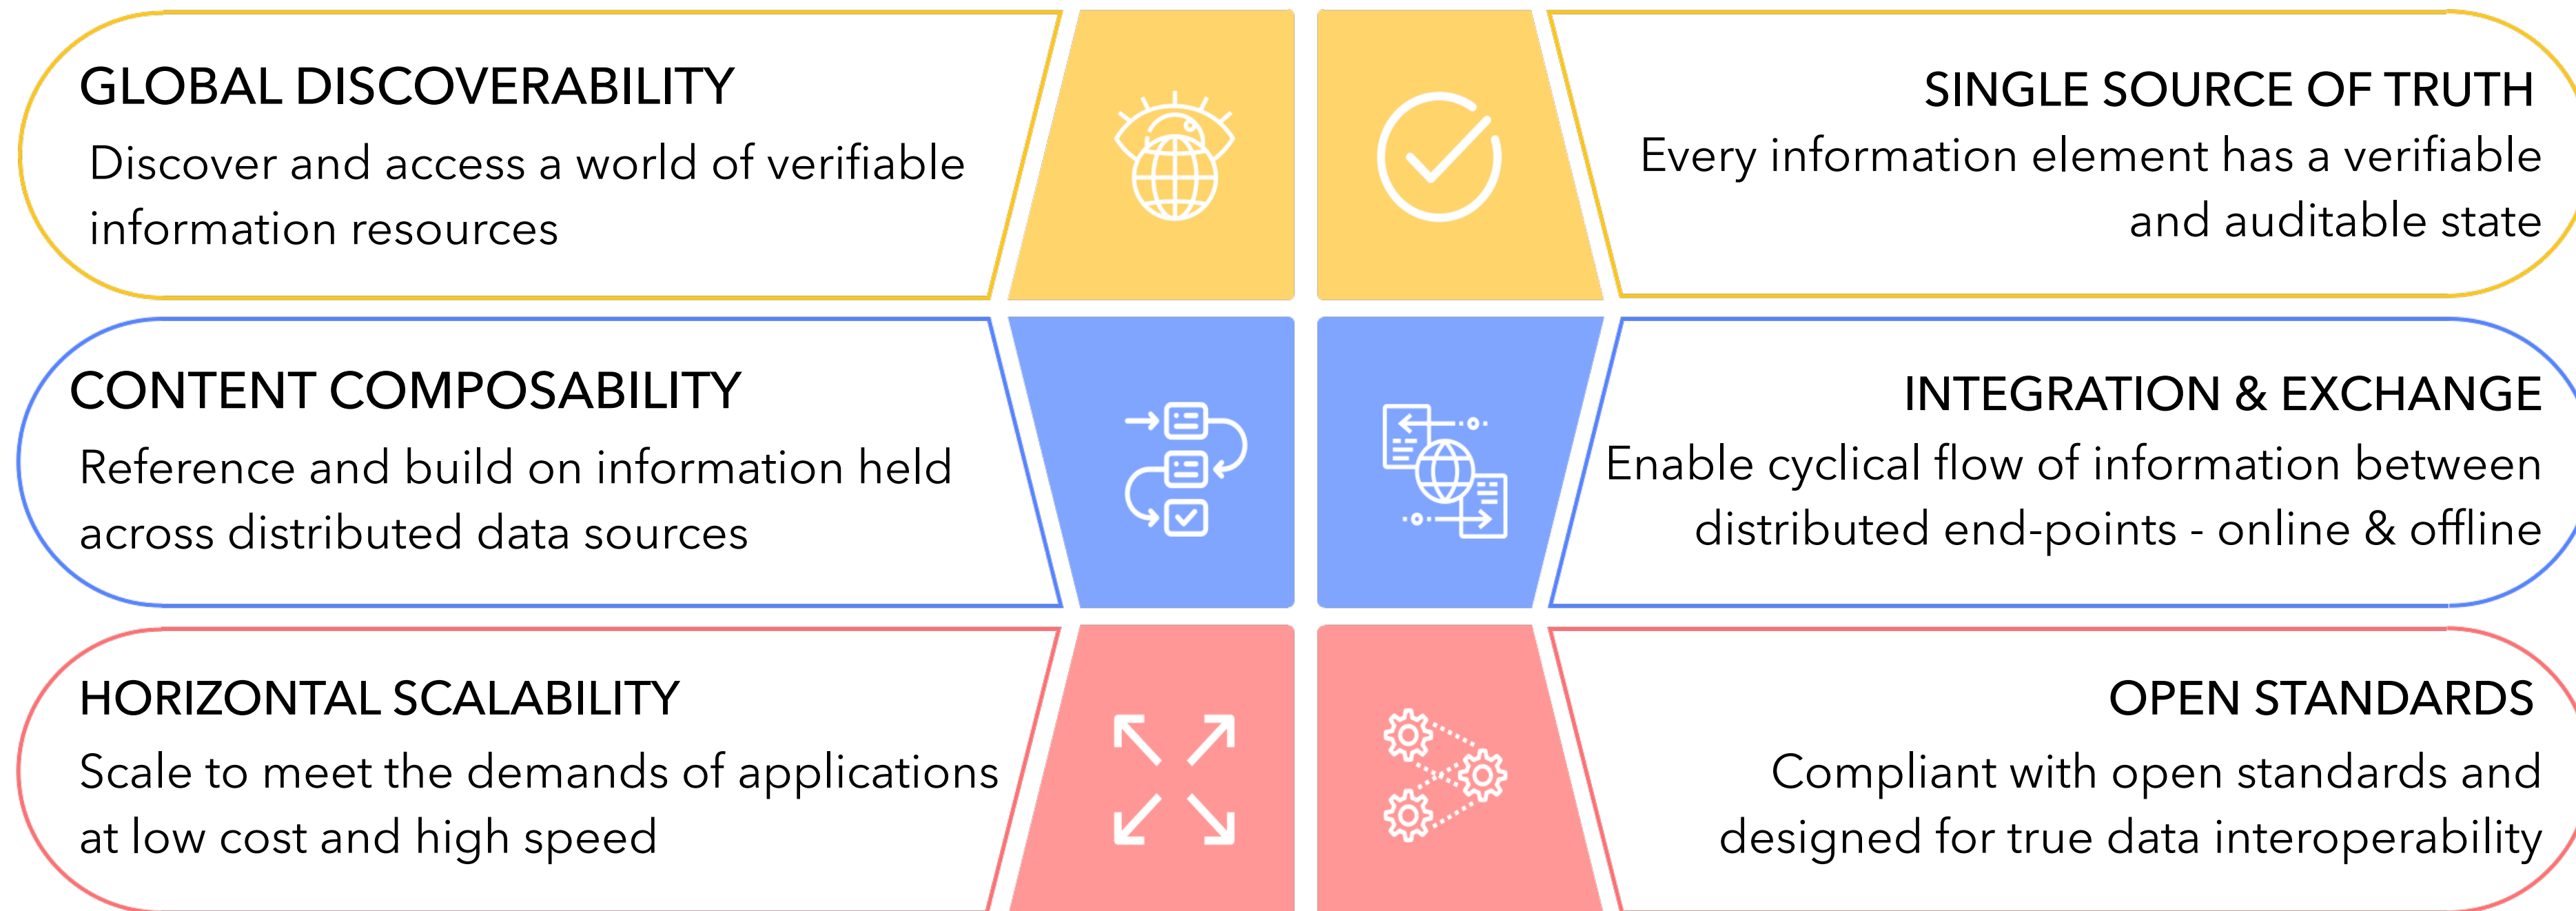 GLOBAL DISCOVERABILITY
Discover and access a world of verifiable
information resources
SINGLE SOURCE OF TRUTH
Every information element has a verifiable
and auditable state
CONTENT COMPOSABILITY
Reference and build on information held
across distributed data sources
INTEGRATION & EXCHANGE
Enable cyclical flow of information between
distributed end-points - online & offline
HORIZONTAL SCALABILITY
Scale to meet the demands of applications
at low cost and high speed
OPEN STANDARDS
Compliant with open standards and
designed for true data interoperability